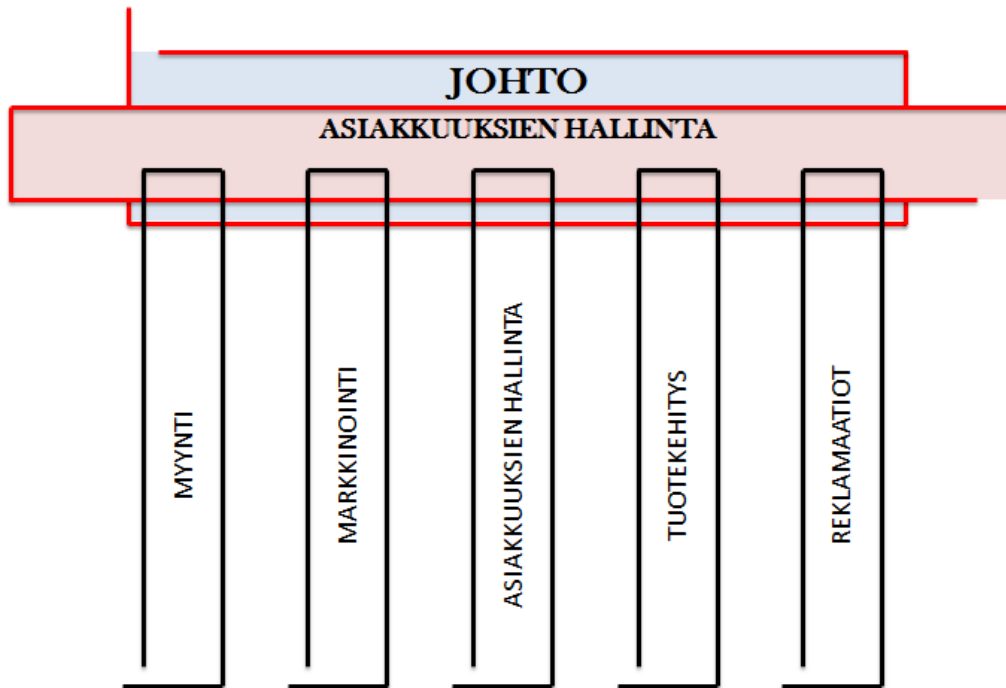 JOHTO
ASIAKKUUKSIEN HALLINTA
MYYNTI
MARKKINOINTI
ASIAKKUUKSIEN HALLINTA
TUOTEKEHITYS
REKLAMAATIOT